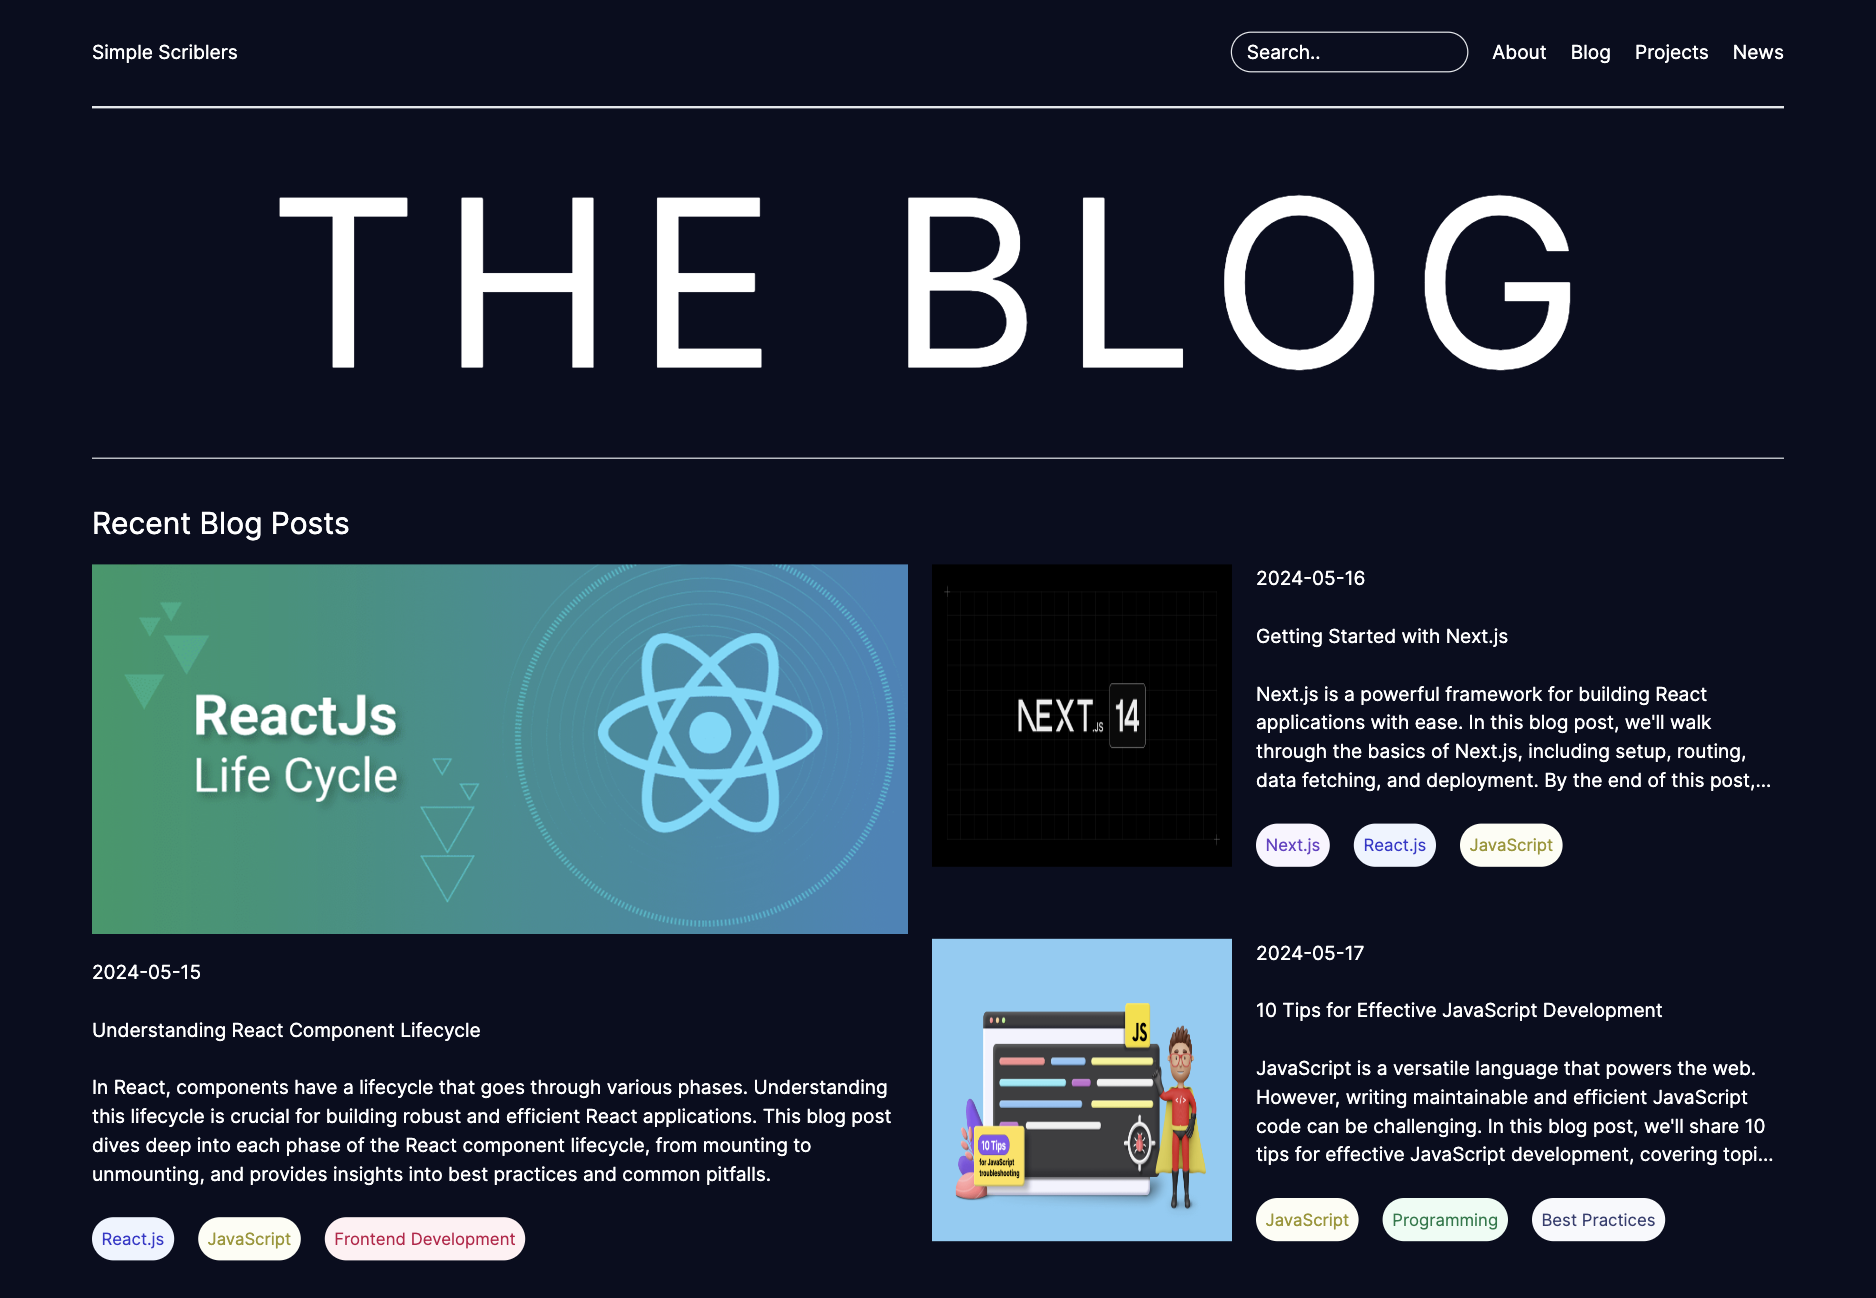 Simple Scriblers
Search..
About Blog Projects News
THE BLOG
Recent Blog Posts
ReactJs
Life Cycle
2024-05-15
Understanding React Component Lifecycle
In React, components have a lifecycle that goes through various phases. Understanding
this lifecycle is crucial for building robust and efficient React applications. This blog post
dives deep into each phase of the React component lifecycle, from mounting to
unmounting, and provides insights into best practices and common pitfalls.
React.js JavaScript Frontend Development
NEXT.JS 14
2024-05-16
Getting Started with Next.js
Next.js is a powerful framework for building React
applications with ease. In this blog post, we'll walk
through the basics of Next.js, including setup, routing,
data fetching, and deployment. By the end of this post,...
Next.js React.js JavaScript
JS
10 Tips
for JavaScript
troubleshooting
</>
2024-05-17
10 Tips for Effective JavaScript Development
JavaScript is a versatile language that powers the web.
However, writing maintainable and efficient JavaScript
code can be challenging. In this blog post, we'll share 10
tips for effective JavaScript development, covering topi...
JavaScript Programming Best Practices